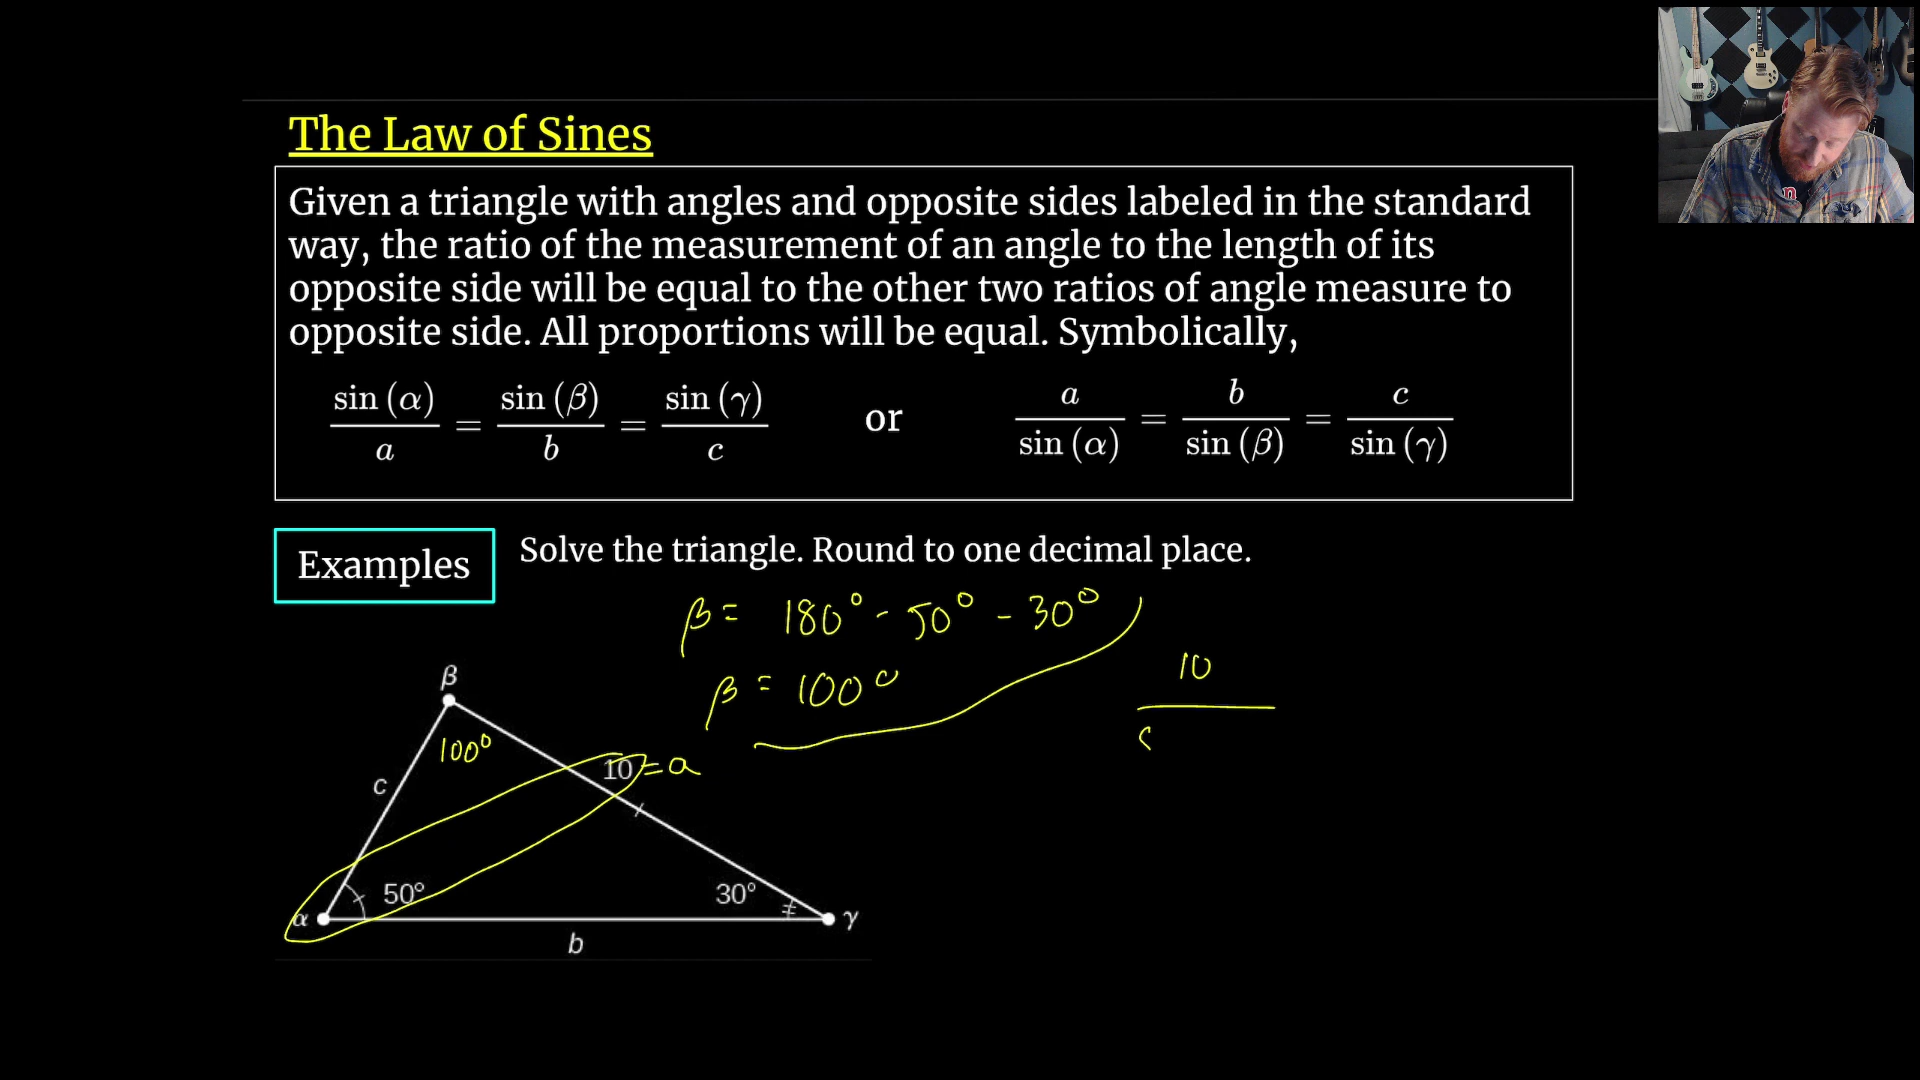 The Law of Sines
Given a triangle with angles and opposite sides labeled in the standard
way, the ratio of the measurement of an angle to the length of its
opposite side will be equal to the other two ratios of angle measure to
opposite side. All proportions will be equal. Symbolically,
sin (α) / a = sin (β) / b = sin (γ) / c or a / sin (α) = b / sin (β) = c / sin (γ)
Examples
Solve the triangle. Round to one decimal place.
β = 180° - 50° - 30°
β = 100°
10
β
100°
c
10 = a
α
50°
30°
γ
b